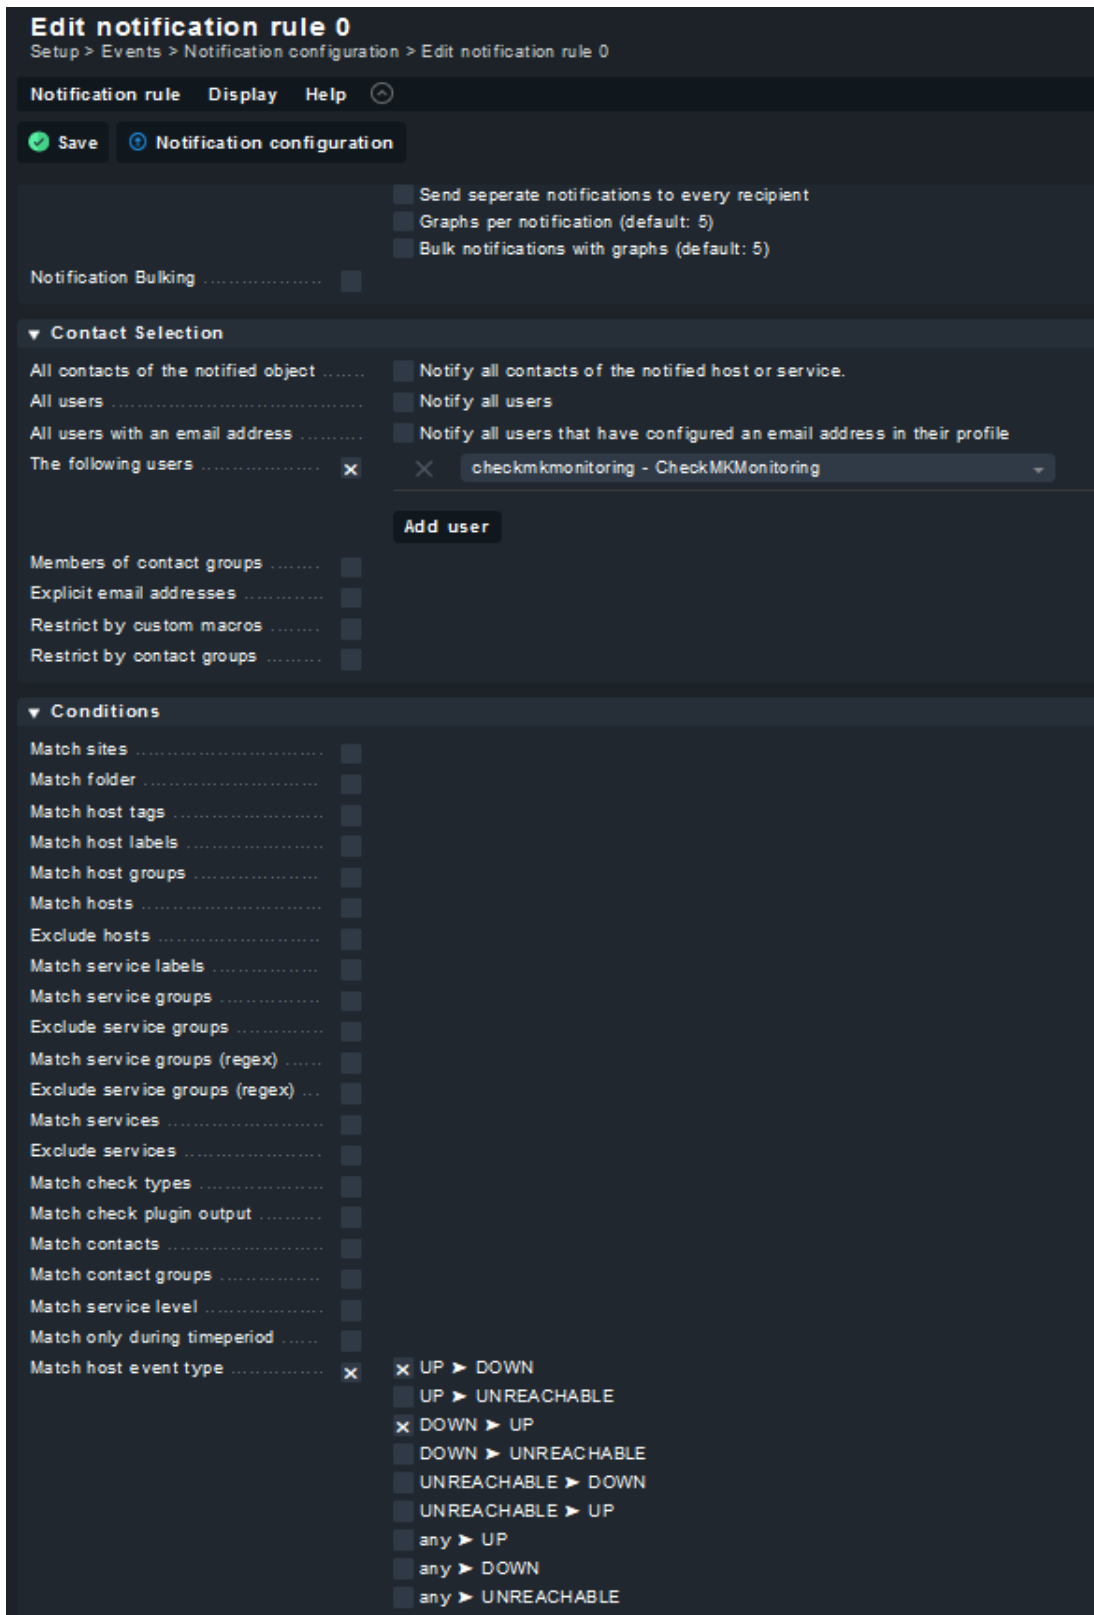 Edit notification rule 0
Setup > Events > Notification configuration > Edit notification rule 0
Notification rule Display Help
Save Notification configuration
Send seperate notifications to every recipient
Graphs per notification (default: 5)
Bulk notifications with graphs (default: 5)
Notification Bulking
Contact Selection
All contacts of the notified object Notify all contacts of the notified host or service.
All users Notify all users
All users with an email address Notify all users that have configured an email address in their profile
The following users checkmkmonitoring - CheckMKMonitoring
Add user
Members of contact groups
Explicit email addresses
Restrict by custom macros
Restrict by contact groups
Conditions
Match sites
Match folder
Match host tags
Match host labels
Match host groups
Match hosts
Exclude hosts
Match service labels
Match service groups
Exclude service groups
Match service groups (regex)
Exclude service groups (regex)
Match services
Exclude services
Match check types
Match check plugin output
Match contacts
Match contact groups
Match service level
Match only during timeperiod
Match host event type UP ➤ DOWN
UP ➤ UNREACHABLE
DOWN ➤ UP
DOWN ➤ UNREACHABLE
UNREACHABLE ➤ DOWN
UNREACHABLE ➤ UP
any ➤ UP
any ➤ DOWN
any ➤ UNREACHABLE